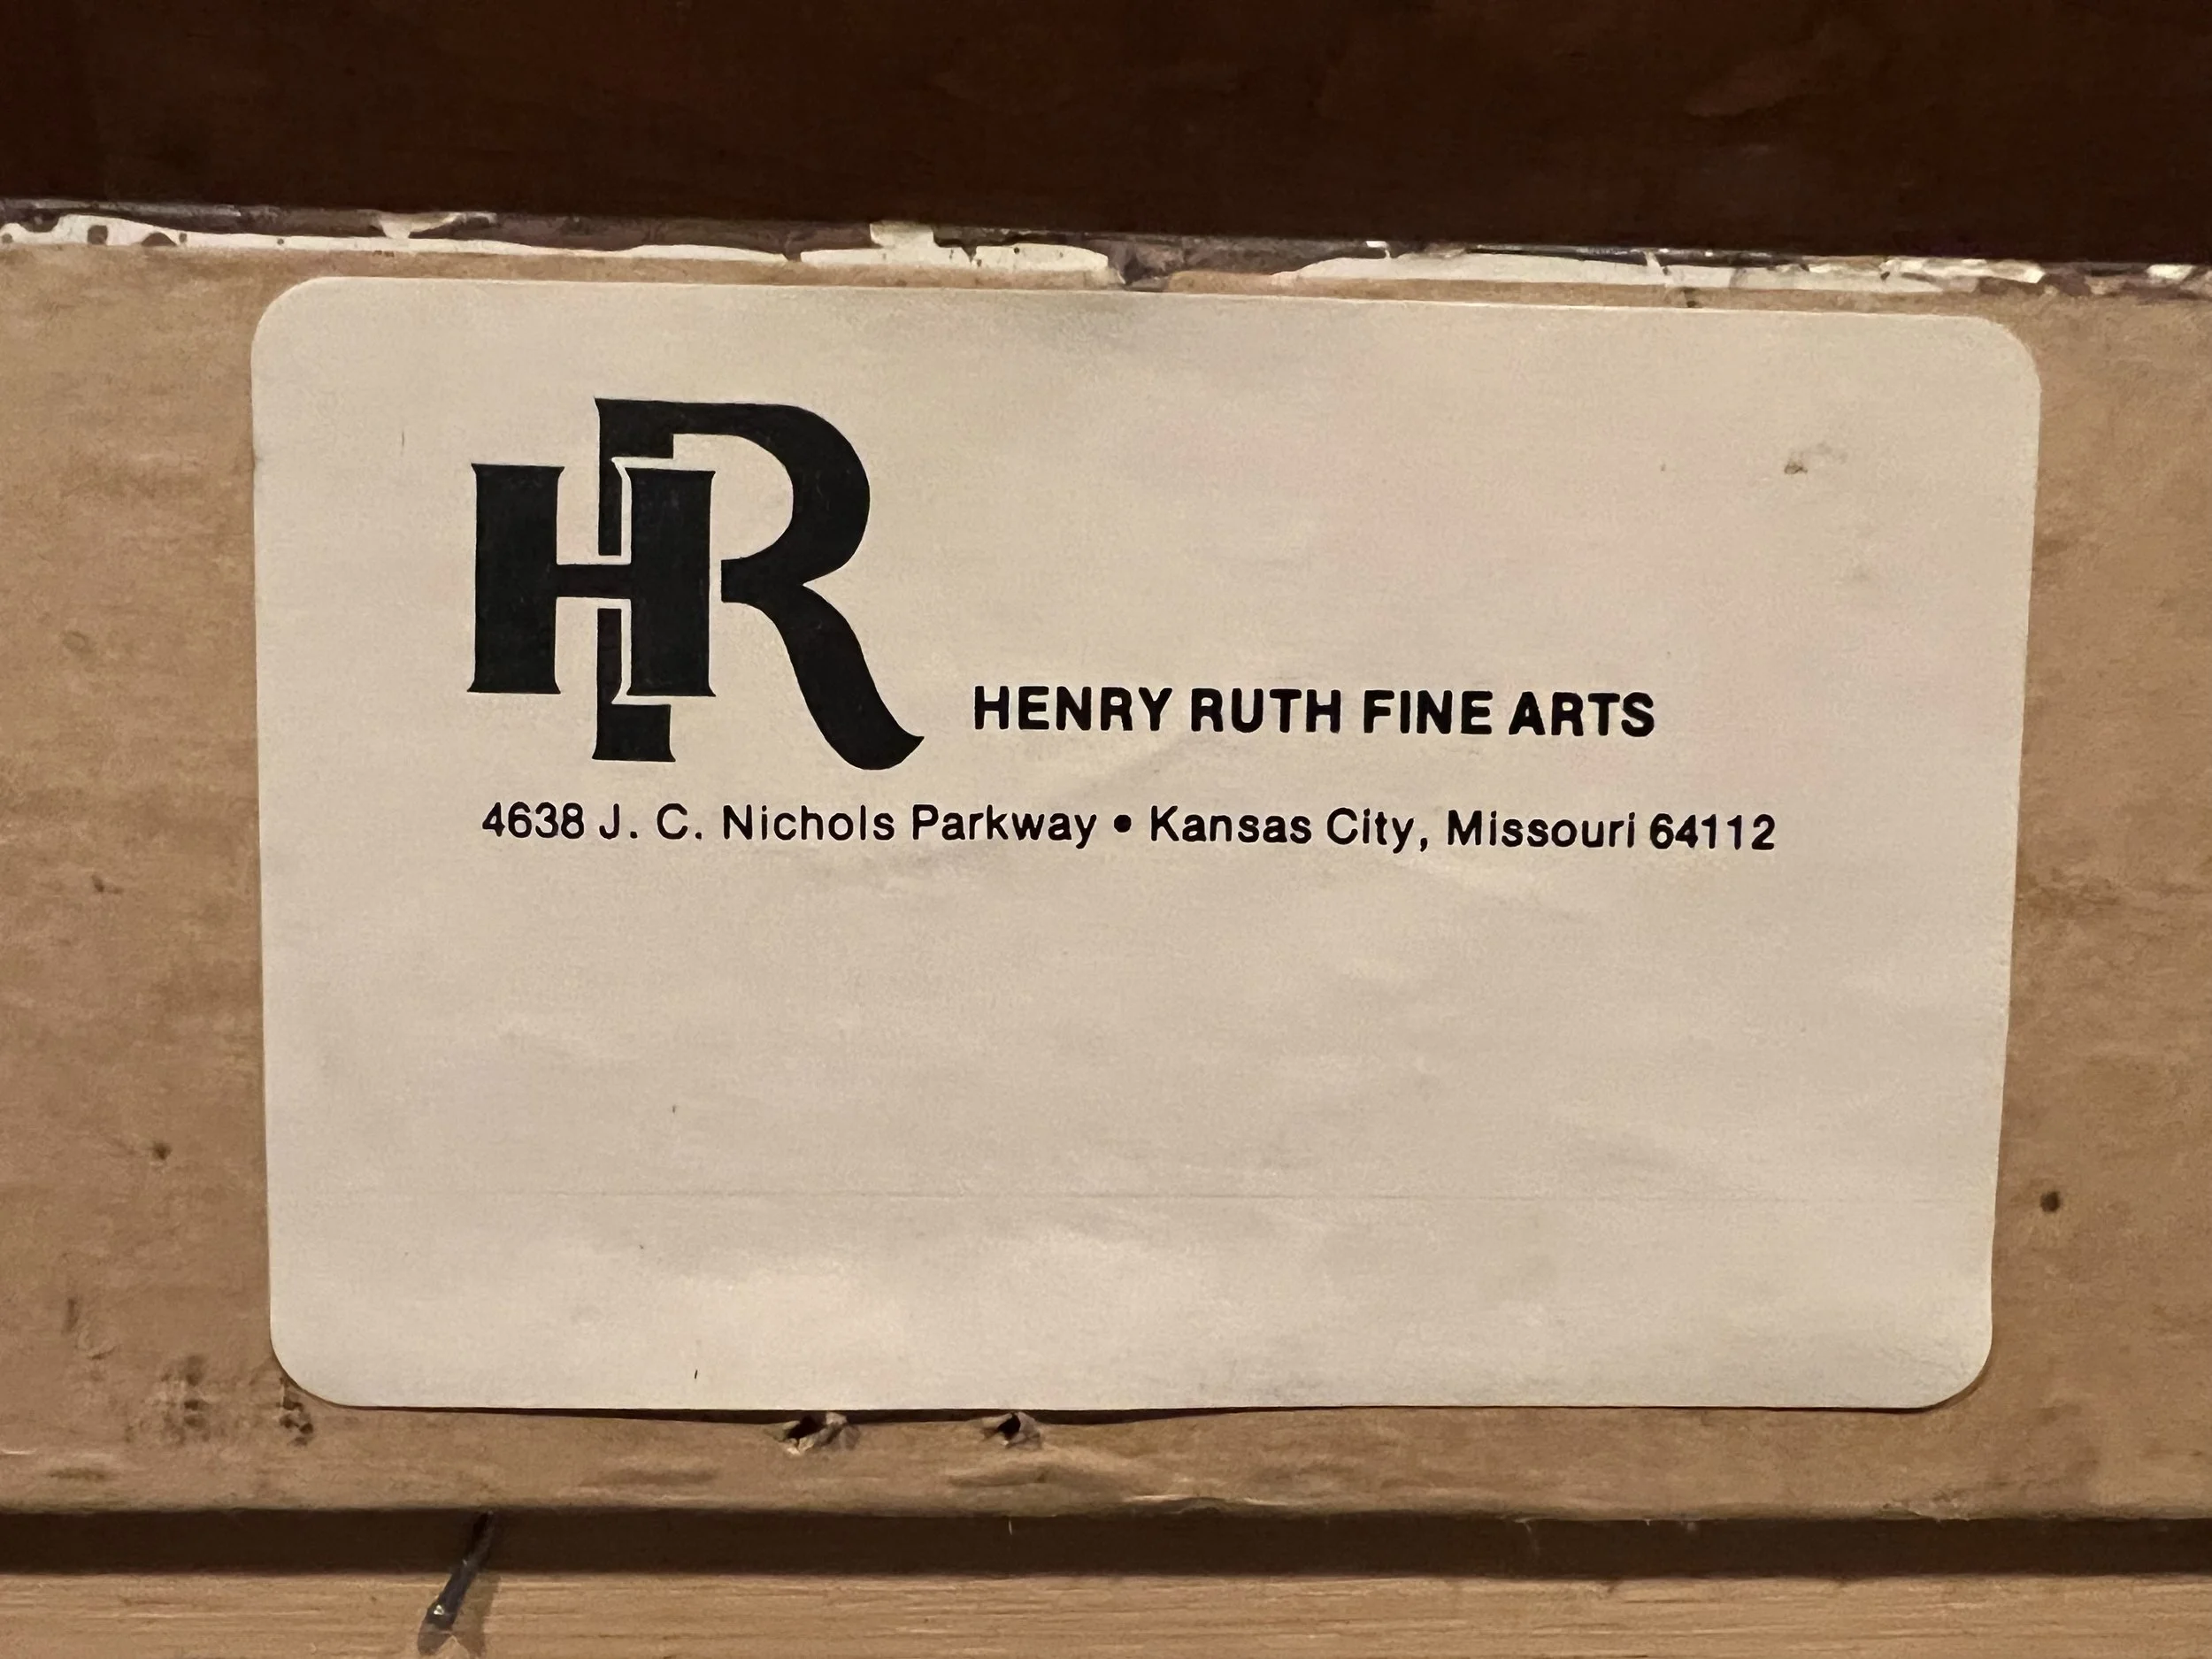 HR
HENRY RUTH FINE ARTS
4638 J. C. Nichols Parkway • Kansas City, Missouri 64112